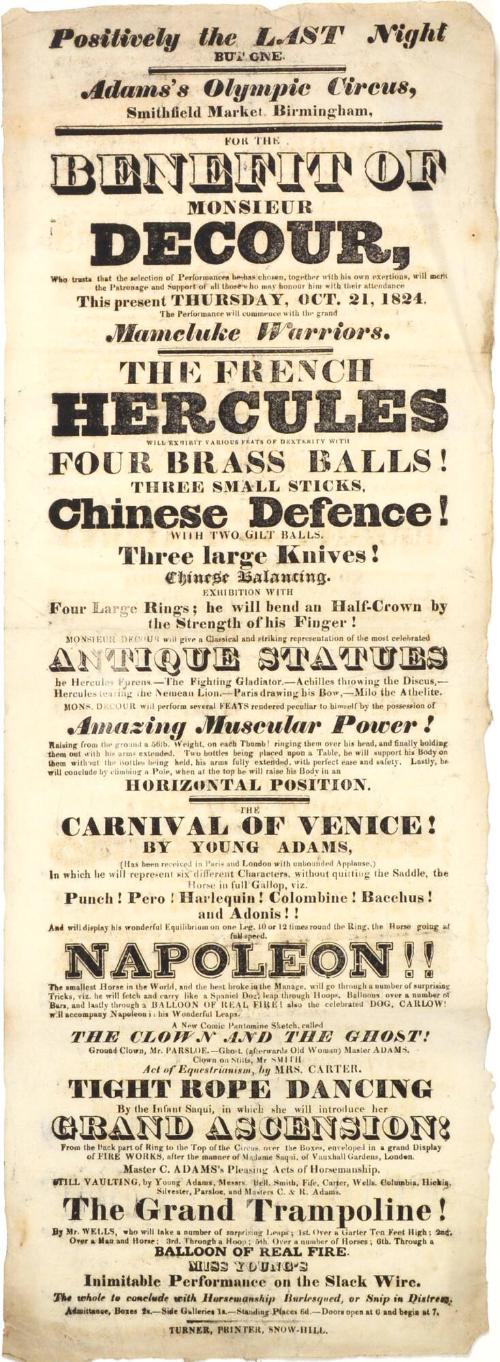 Positively the LAST Night
BUT ONE.
Adams's Olympic Circus,
Smithfield Market, Birmingham,
FOR THE
BENEFIT OF
MONSIEUR
DECOUR,
Who trusts that the selection of Performances he has chosen, together with his own exertions, will merit
the Patronage and Support of all those who may honour him with their attendance
This present THURSDAY, OCT. 21, 1824.
The Performance will commence with the grand
Mameluke Warriors.
THE FRENCH
HERCULES
WILL EXHIBIT VARIOUS FEATS OF DEXTERITY WITH
FOUR BRASS BALLS!
THREE SMALL STICKS,
Chinese Defence!
WITH TWO GILT BALLS.
Three large Knives!
Chinese Balancing.
EXHIBITION WITH
Four Large Rings; he will bend an Half-Crown by
the Strength of his Finger!
MONSIEUR DECOUR will give a Classical and striking representation of the most celebrated
ANTIQUE STATUES
he Hercules Furens.—The Fighting Gladiator.—Achilles throwing the Discus,—
Hercules tearing the Nemean Lion.—Paris drawing his Bow,—Milo the Athelite.
MONS. DECOUR will perform several FEATS rendered peculiar to himself by the possession of
Amazing Muscular Power!
Raising from the ground a 56lb. Weight, on each Thumb! ringing them over his head, and finally holding
them out with his arms extended. Two bottles being placed upon a Table, he will support his Body on
them without the bottles being held, his arms fully extended, with perfect ease and safety. Lastly, he
will conclude by climbing a Pole, when at the top he will raise his Body in an
HORIZONTAL POSITION.
THE
CARNIVAL OF VENICE!
BY YOUNG ADAMS,
(Has been received in Paris and London with unbounded Applause,)
In which he will represent six different Characters, without quitting the Saddle, the
Horse in full Gallop, viz.
Punch! Pero! Harlequin! Colombine! Bacchus!
and Adonis!!
And will display his wonderful Equilibrium on one Leg, 10 or 12 times round the Ring, the Horse going at
full speed.
NAPOLEON!!
The smallest Horse in the World, and the best broke in the Manage, will go through a number of surprising
Tricks, viz. he will fetch and carry like a Spaniel Dog; leap through Hoops, Balloons, over a number of
Bars, and lastly through a BALLOON OF REAL FIRE! also the celebrated DOG, CARLOW!
will accompany Napoleon in his Wonderful Leaps.
A New Comic Pantomine Sketch, called
THE CLOWN AND THE GHOST!
Ground Clown, Mr. PARSLOE.—Ghost, (afterwards Old Woman) Master ADAMS.
Clown on Stilts, Mr SMITH
Act of Equestrianism, by MRS. CARTER.
TIGHT ROPE DANCING
By the Infant Saqui, in which she will introduce her
GRAND ASCENSION:
From the Back part of Ring to the Top of the Circus, over the Boxes, enveloped in a grand Display
of FIRE WORKS, after the manner of Madame Saqui, of Vauxhall Gardens, London.
Master C. ADAMS's Pleasing Acts of Horsemanship.
STILL VAULTING, by Young Adams, Messrs. Bell, Smith, Fife, Carter, Wells, Columbia, Hickin,
Silvester, Parsloe, and Masters C. & R. Adams.
The Grand Trampoline!
By Mr. WELLS, who will take a number of surprising Leaps; 1st. Over a Garter Ten Feet High; 2nd.
Over a Man and Horse; 3rd. Through a Hoop; 5th. Over a number of Horses; 6th. Through a
BALLOON OF REAL FIRE.
MISS YOUNG'S
Inimitable Performance on the Slack Wire.
The whole to conclude with Horsemanship Burlesqued, or Snip in Distress.
Admittance, Boxes 2s.—Side Galleries 1s.—Standing Places 6d.—Doors open at 6 and begin at 7.
TURNER, PRINTER, SNOW-HILL.